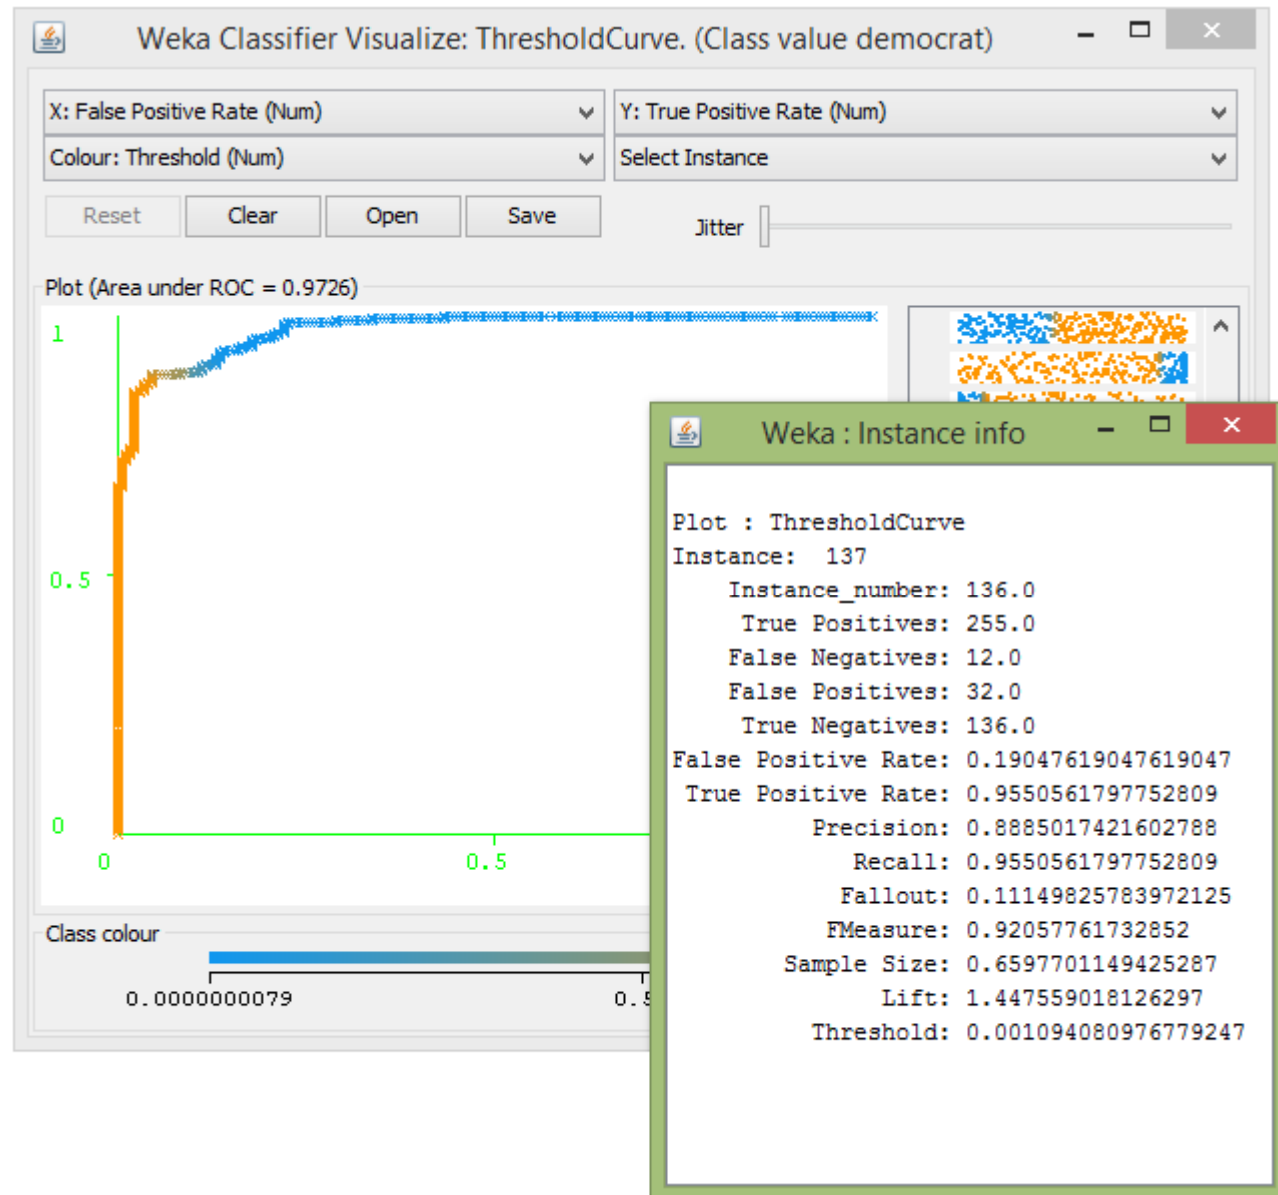 Weka Classifier Visualize: ThresholdCurve. (Class value democrat)
X: False Positive Rate (Num)
Y: True Positive Rate (Num)
Colour: Threshold (Num)
Select Instance
Reset
Clear
Open
Save
Jitter
Plot (Area under ROC = 0.9726)
1
0.5
0
0
0.5
Class colour
0.0000000079
Weka : Instance info
Plot : ThresholdCurve
Instance: 137
Instance_number: 136.0
True Positives: 255.0
False Negatives: 12.0
False Positives: 32.0
True Negatives: 136.0
False Positive Rate: 0.19047619047619047
True Positive Rate: 0.9550561797752809
Precision: 0.8885017421602788
Recall: 0.9550561797752809
Fallout: 0.11149825783972125
FMeasure: 0.92057761732852
Sample Size: 0.6597701149425287
Lift: 1.447559018126297
Threshold: 0.001094080976779247